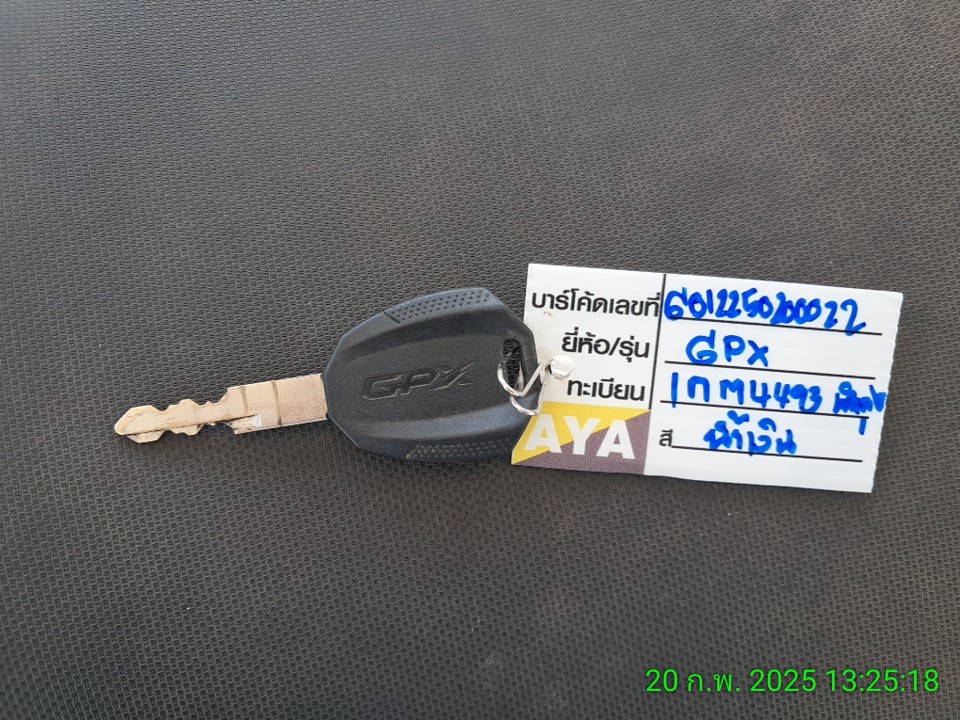 GPX
บาร์โค้ดเลขที่ 6012250200022
ยี่ห้อ/รุ่น GPX
ทะเบียน 1กฅ4493
สี น้ำเงิน
AYA
20 ก.พ. 2025 13:25:18